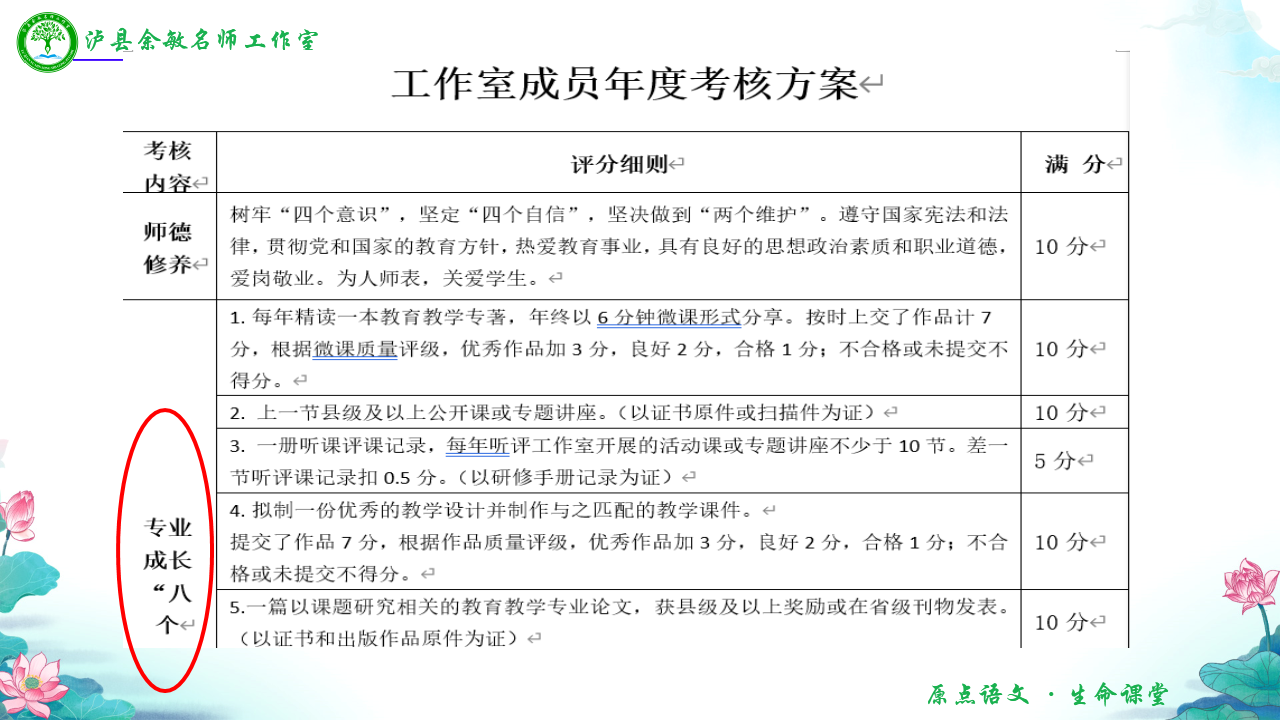 泸县余敏名师工作室
工作室成员年度考核方案↵
考核
内容↵
评分细则↵
满 分↵
师德
修养↵
树牢“四个意识”，坚定“四个自信”，坚决做到“两个维护”。遵守国家宪法和法
律，贯彻党和国家的教育方针，热爱教育事业，具有良好的思想政治素质和职业道德，
爱岗敬业。为人师表，关爱学生。↵
10 分↵
专业
成长
“八
个↵
1. 每年精读一本教育教学专著，年终以 6 分钟微课形式分享。按时上交了作品计 7
分，根据微课质量评级，优秀作品加 3 分，良好 2 分，合格 1 分；不合格或未提交不
得分。↵
10 分↵
2. 上一节县级及以上公开课或专题讲座。（以证书原件或扫描件为证）↵
10 分↵
3. 一册听课评课记录，每年听评工作室开展的活动课或专题讲座不少于 10 节。差一
节听评课记录扣 0.5 分。（以研修手册记录为证）↵
5 分↵
4. 拟制一份优秀的教学设计并制作与之匹配的教学课件。↵
提交了作品 7 分，根据作品质量评级，优秀作品加 3 分，良好 2 分，合格 1 分；不合
格或未提交不得分。↵
10 分↵
5.一篇以课题研究相关的教育教学专业论文，获县级及以上奖励或在省级刊物发表。
（以证书和出版作品原件为证）↵
10 分↵
原点语文 · 生命课堂